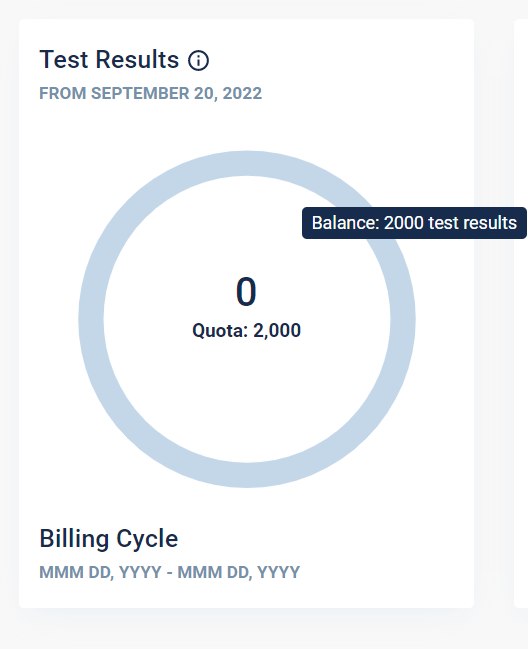 Test Results
FROM SEPTEMBER 20, 2022
Balance: 2000 test results
0
Quota: 2,000
Billing Cycle
MMM DD, YYYY - MMM DD, YYYY